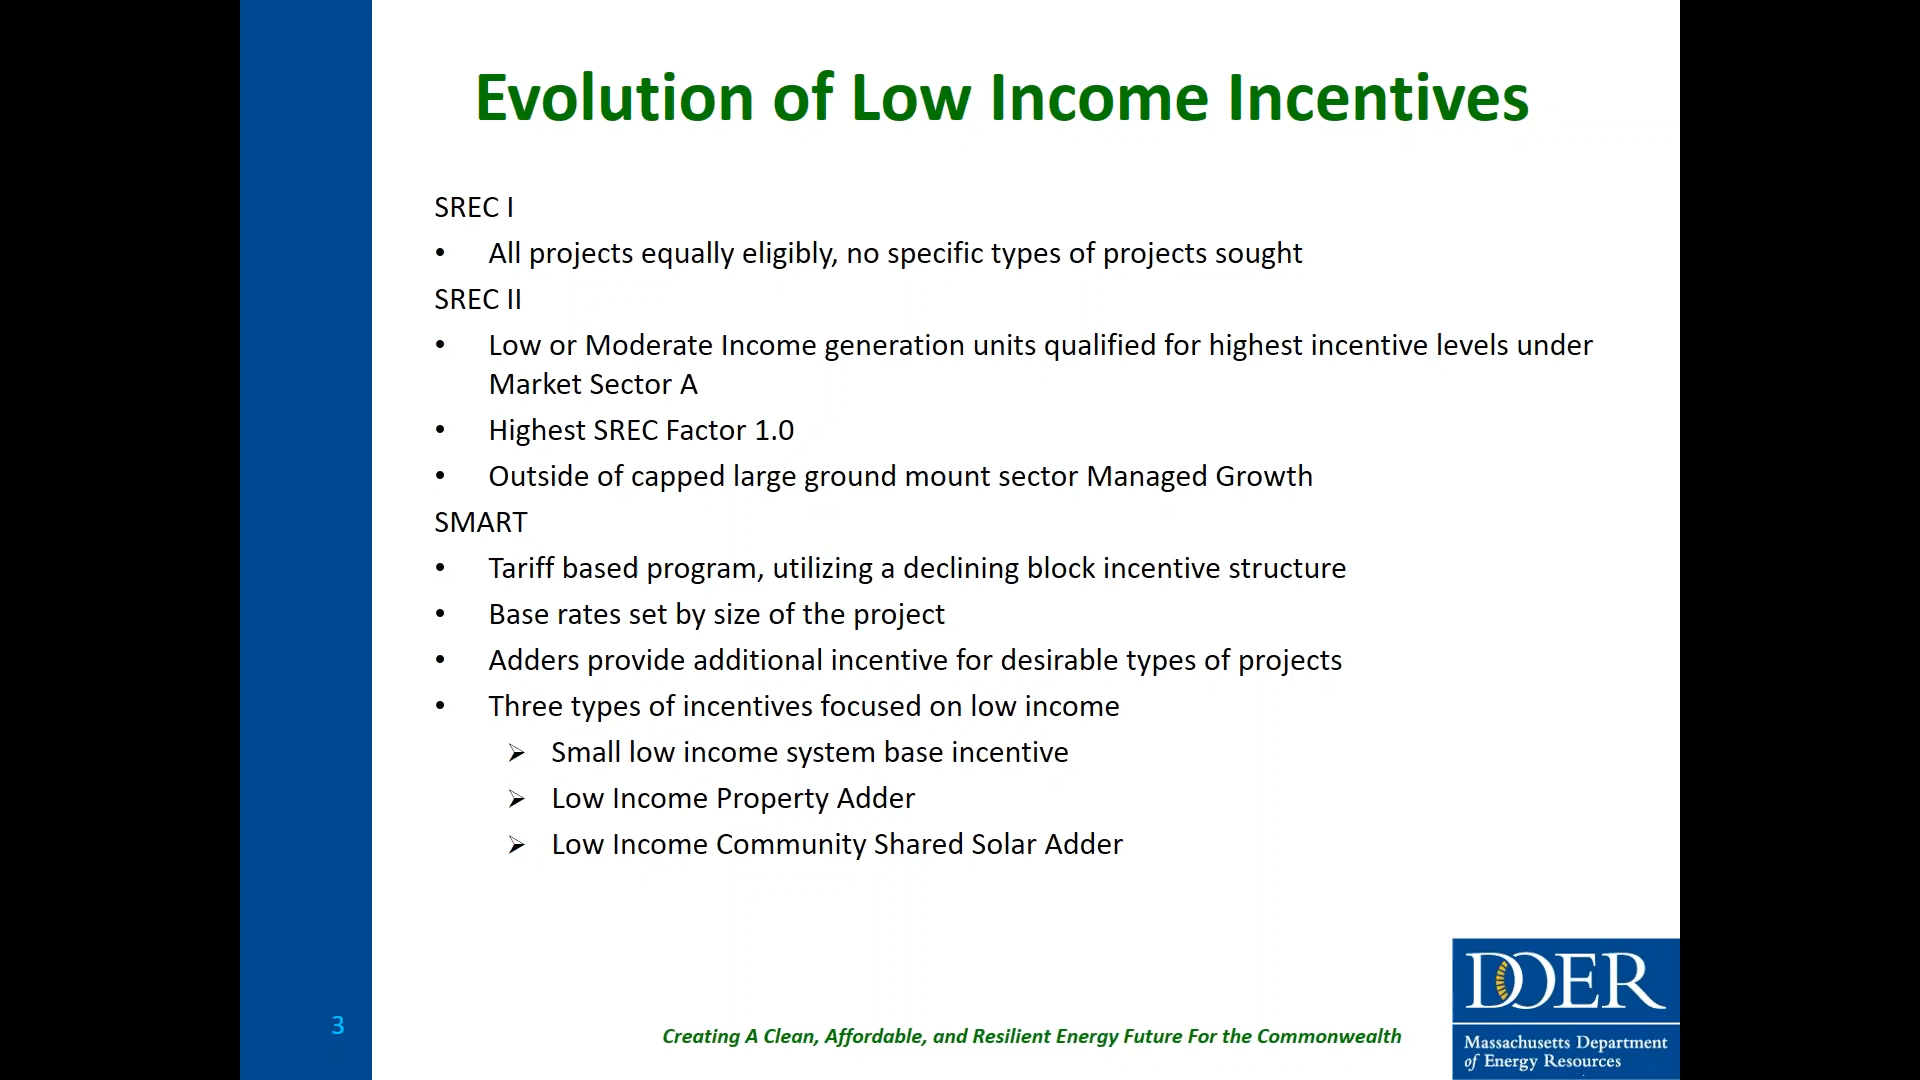 Evolution of Low Income Incentives
SREC I
• All projects equally eligibly, no specific types of projects sought
SREC II
• Low or Moderate Income generation units qualified for highest incentive levels under
Market Sector A
• Highest SREC Factor 1.0
• Outside of capped large ground mount sector Managed Growth
SMART
• Tariff based program, utilizing a declining block incentive structure
• Base rates set by size of the project
• Adders provide additional incentive for desirable types of projects
• Three types of incentives focused on low income
➢ Small low income system base incentive
➢ Low Income Property Adder
➢ Low Income Community Shared Solar Adder
3
Creating A Clean, Affordable, and Resilient Energy Future For the Commonwealth
DOER
Massachusetts Department
of Energy Resources